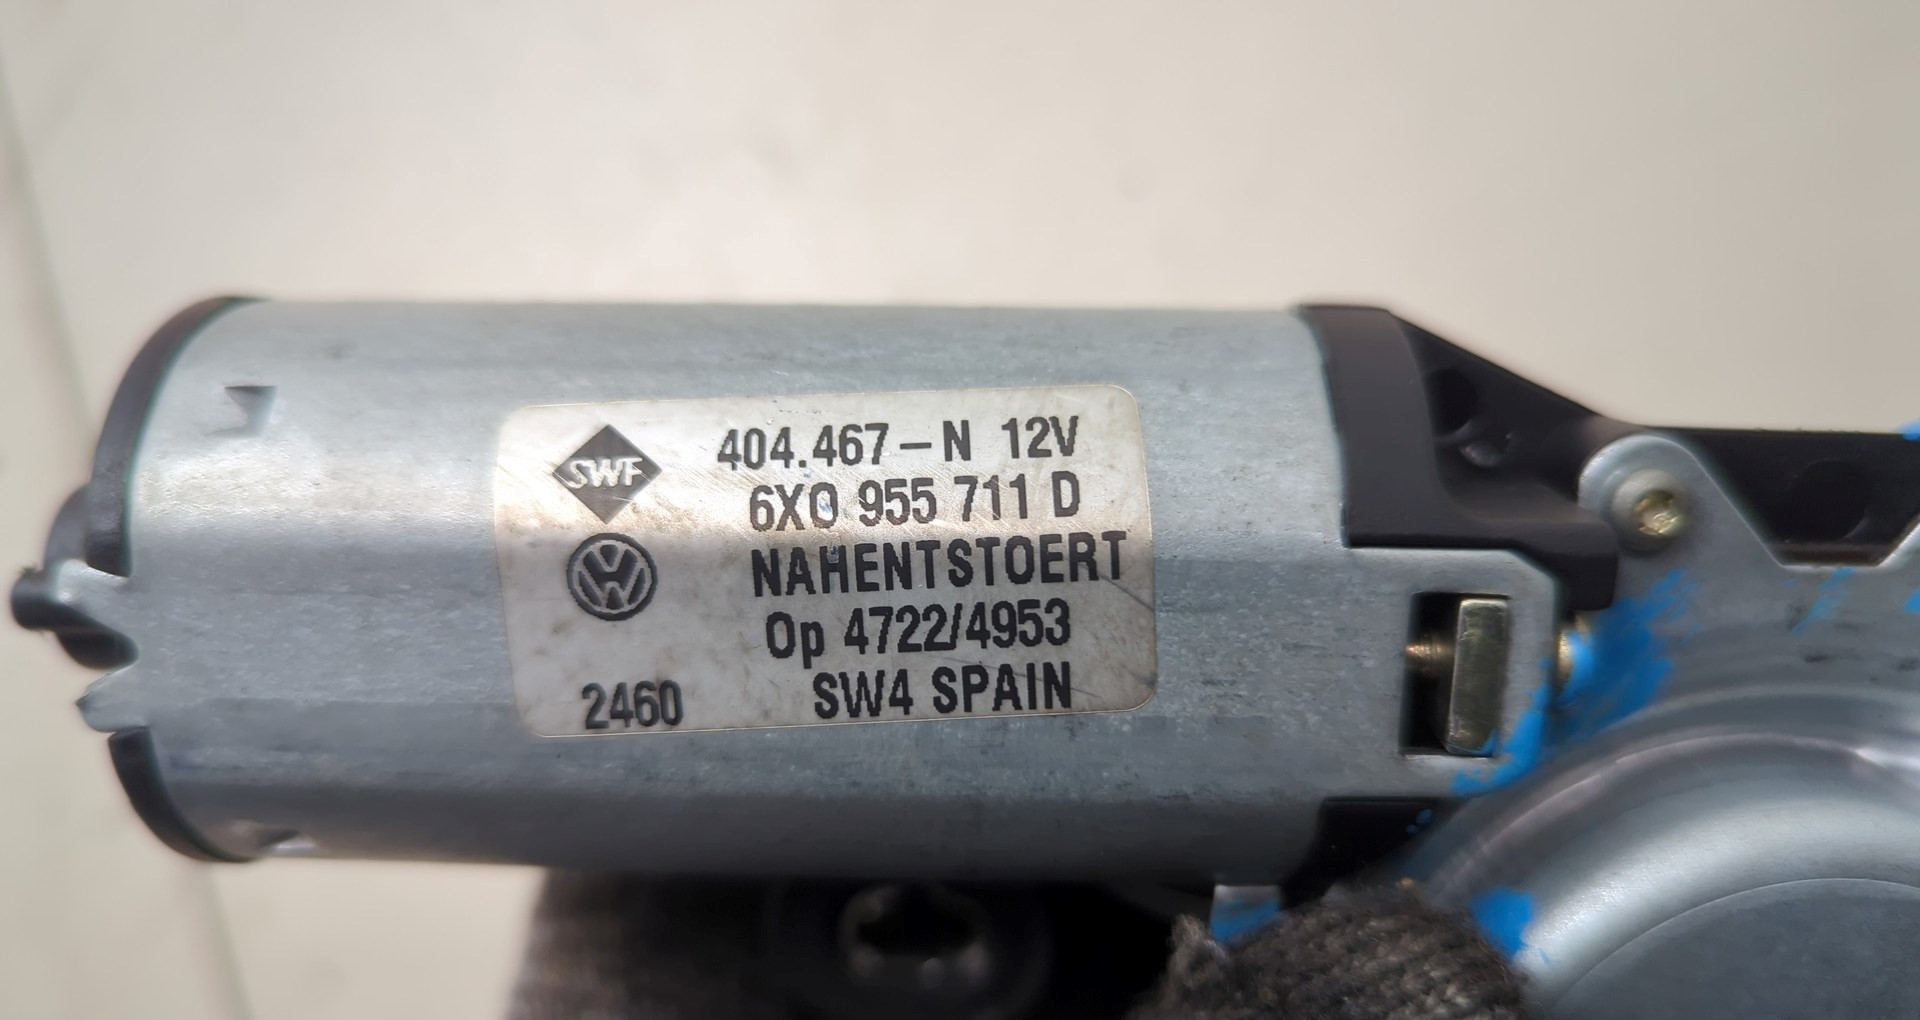 SWF
404.467-N 12V
6X0 955 711 D
NAHENTSTOERT
Op 4722/4953
2460 SW4 SPAIN